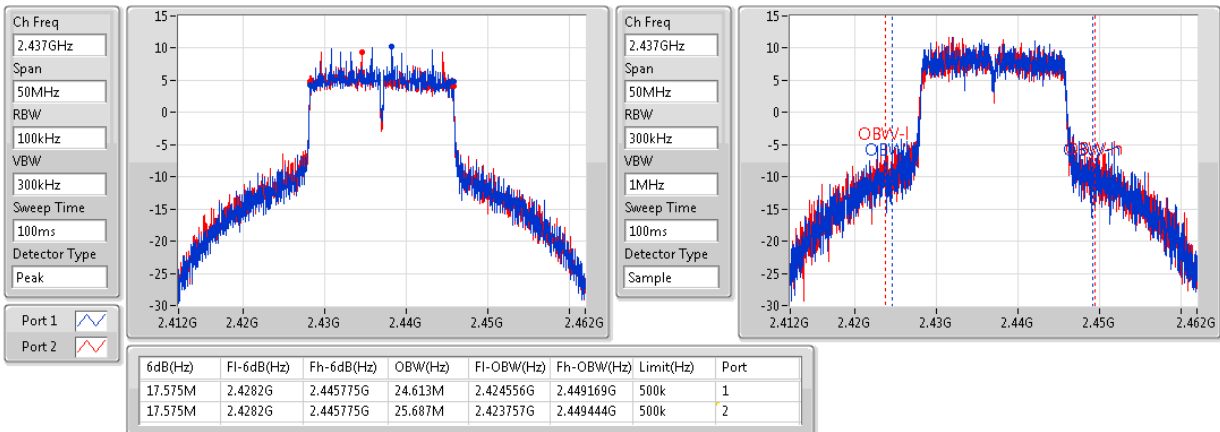 Ch Freq
2.437GHz
Span
50MHz
RBW
100kHz
VBW
300kHz
Sweep Time
100ms
Detector Type
Peak
Port 1
Port 2
15
10
5
0
-5
-10
-15
-20
-25
-30
2.412G 2.42G 2.43G 2.44G 2.45G 2.462G
Ch Freq
2.437GHz
Span
50MHz
RBW
300kHz
VBW
1MHz
Sweep Time
100ms
Detector Type
Sample
15
10
5
0
-5
-10
-15
-20
-25
-30
OBW-l
OBW-l
OBW-h
OBW-h
2.412G 2.42G 2.43G 2.44G 2.45G 2.462G
6dB(Hz) Fl-6dB(Hz) Fh-6dB(Hz) OBW(Hz) Fl-OBW(Hz) Fh-OBW(Hz) Limit(Hz) Port
17.575M 2.4282G 2.445775G 24.613M 2.424556G 2.449169G 500k 1
17.575M 2.4282G 2.445775G 25.687M 2.423757G 2.449444G 500k 2